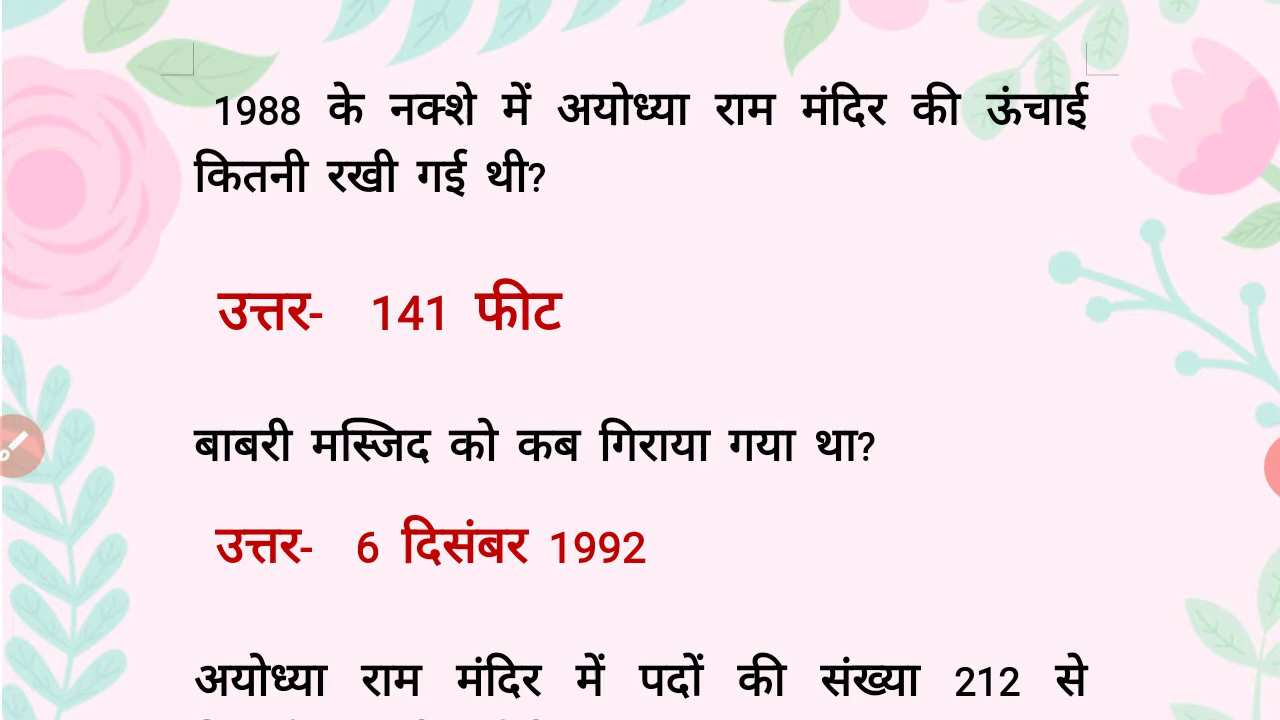 1988 के नक्शे में अयोध्या राम मंदिर की ऊंचाई
कितनी रखी गई थी?
उत्तर- 141 फीट
बाबरी मस्जिद को कब गिराया गया था?
उत्तर- 6 दिसंबर 1992
अयोध्या राम मंदिर में पदों की संख्या 212 से